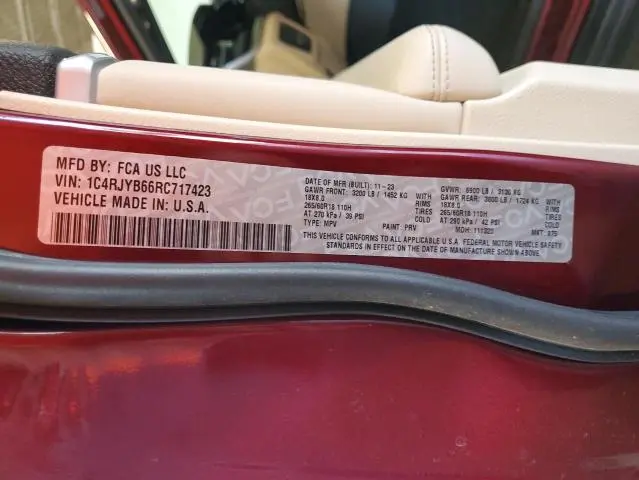 MFD BY: FCA US LLC
VIN: 1C4RJYB66RC717423
VEHICLE MADE IN: U.S.A.
DATE OF MFR (BUILT): 11-23
GAWR FRONT: 3200 LB / 1452 KG WITH
18X8.0 RIMS
265/60R18 110H TIRES
AT 270 kPa / 39 PSI COLD
TYPE: MPV PAINT: PRV
GVWR: 6900 LB / 3130 KG
GAWR REAR: 3800 LB / 1724 KG WITH
18X8.0 RIMS
265/60R18 110H TIRES
AT 290 kPa / 42 PSI COLD
MDH: 111323 MKT:
THIS VEHICLE CONFORMS TO ALL APPLICABLE U.S.A. FEDERAL MOTOR VEHICLE SAFETY
STANDARDS IN EFFECT ON THE DATE OF MANUFACTURE SHOWN ABOVE.